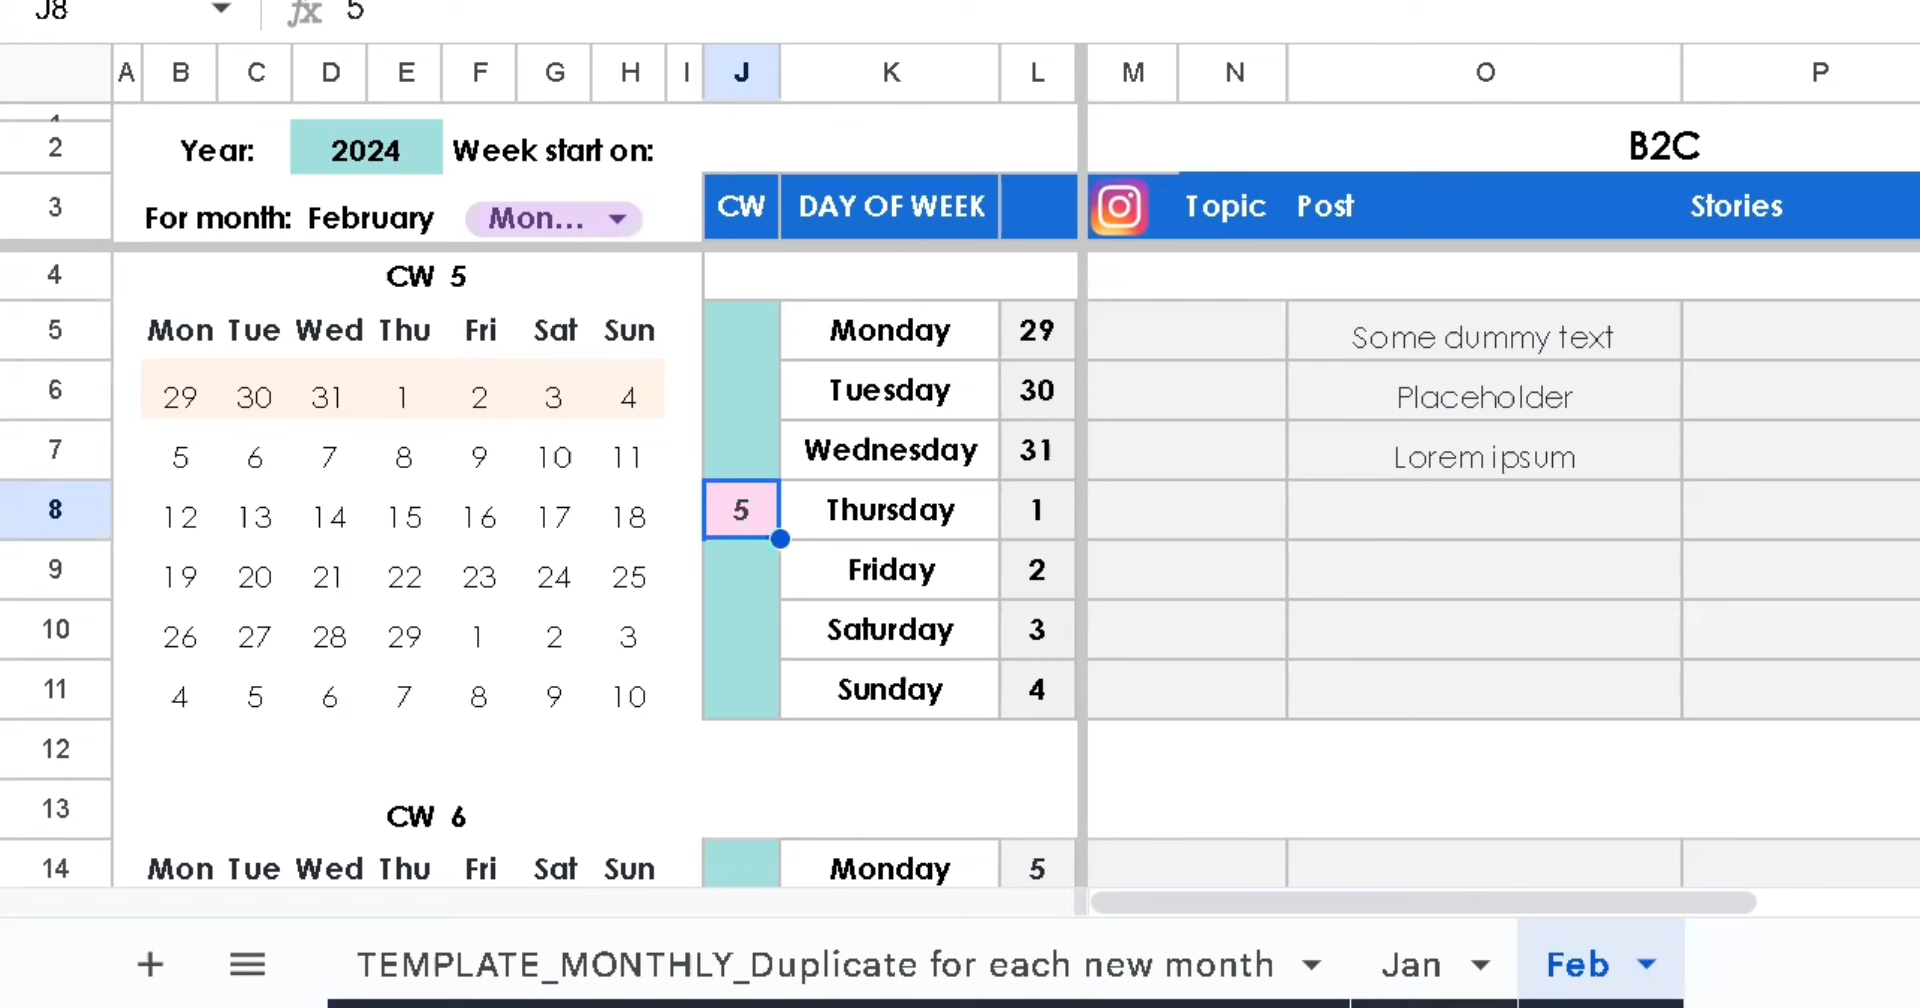 J8 fx 5
A B C D E F G H I J K L M N O P
1
2 Year: 2024 Week start on: B2C
3 For month: February Mon... CW DAY OF WEEK Topic Post Stories
4 CW 5
5 Mon Tue Wed Thu Fri Sat Sun Monday 29 Some dummy text
6 29 30 31 1 2 3 4 Tuesday 30 Placeholder
7 5 6 7 8 9 10 11 Wednesday 31 Lorem ipsum
8 12 13 14 15 16 17 18 5 Thursday 1
9 19 20 21 22 23 24 25 Friday 2
10 26 27 28 29 1 2 3 Saturday 3
11 4 5 6 7 8 9 10 Sunday 4
12
13 CW 6
14 Mon Tue Wed Thu Fri Sat Sun Monday 5
+ TEMPLATE_MONTHLY_Duplicate for each new month Jan Feb